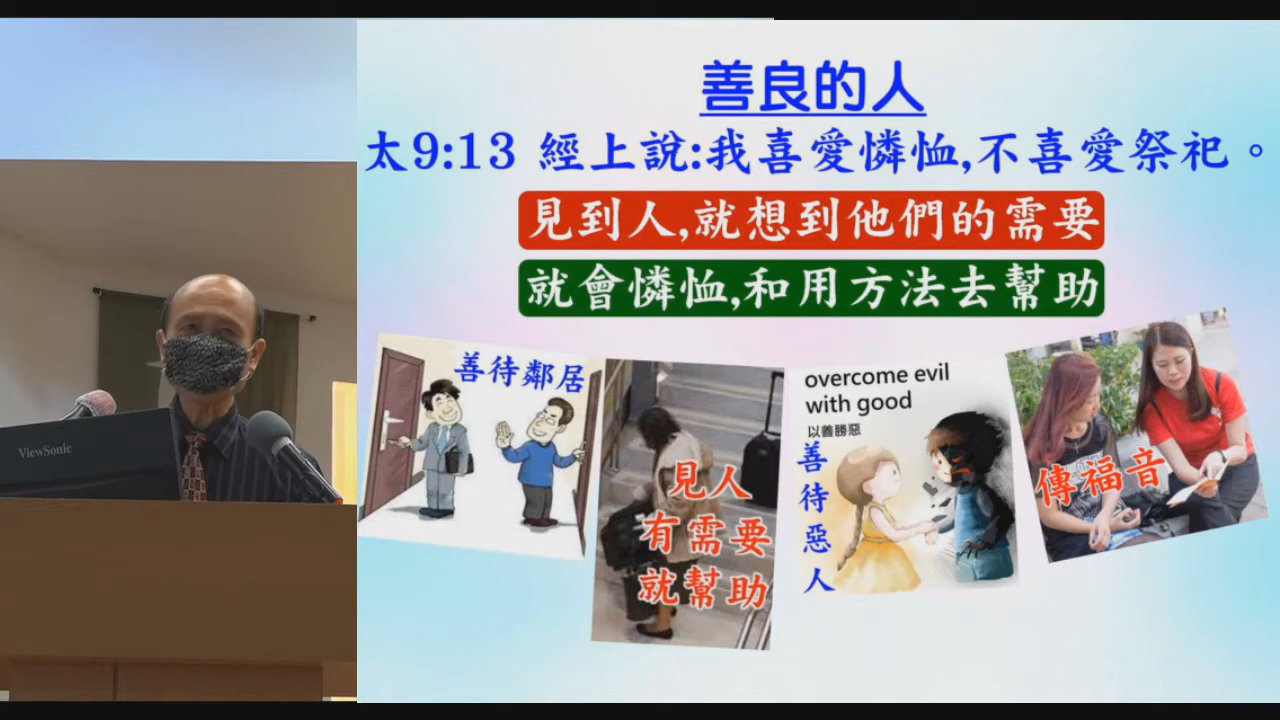 善良的人
太9:13 經上說:我喜愛憐恤,不喜愛祭祀。
見到人,就想到他們的需要
就會憐恤,和用方法去幫助
善待鄰居
見人
有需要
就幫助
overcome evil
with good
以善勝惡
善待惡人
傳福音
ViewSonic